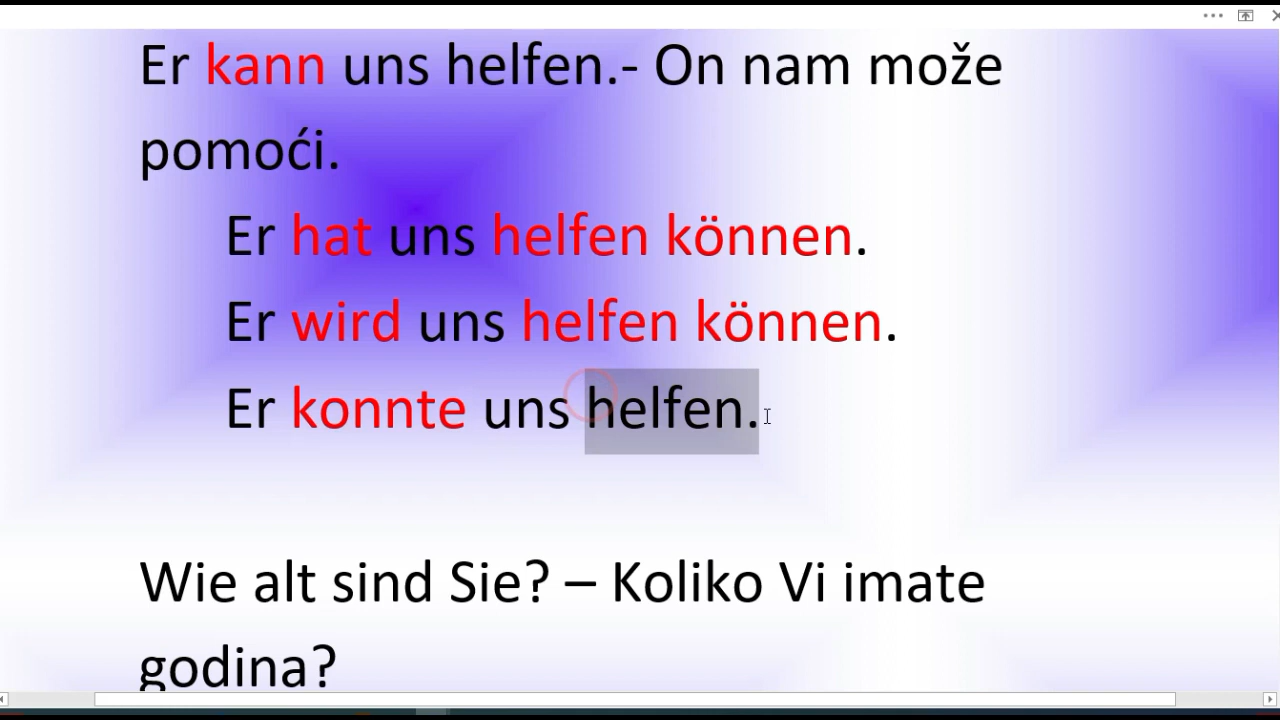 Er kann uns helfen.- On nam može
pomoći.
Er hat uns helfen können.
Er wird uns helfen können.
Er konnte uns helfen.
Wie alt sind Sie? – Koliko Vi imate
godina?